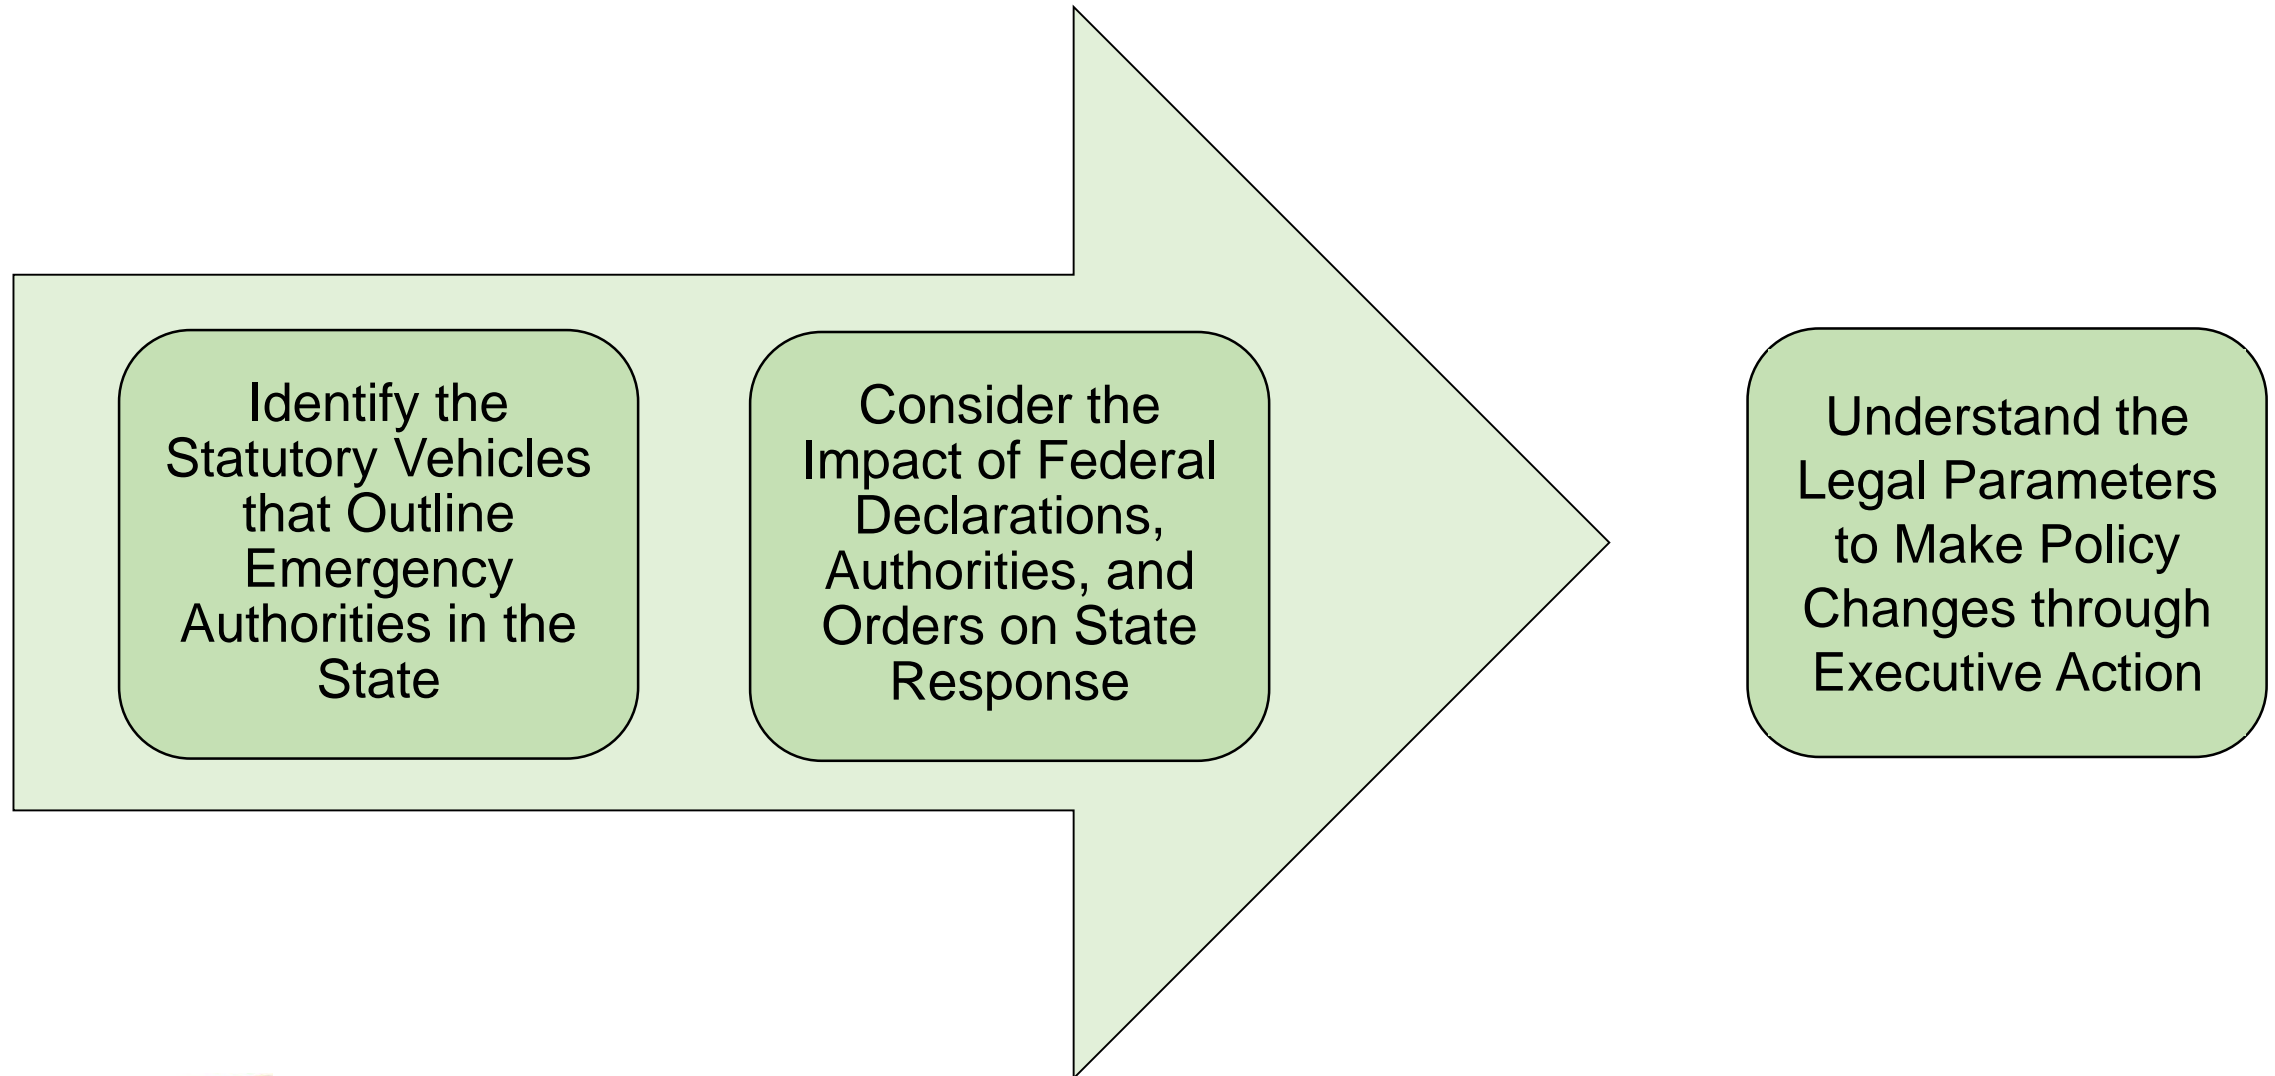 Identify the
Statutory Vehicles
that Outline
Emergency
Authorities in the
State
Consider the
Impact of Federal
Declarations,
Authorities, and
Orders on State
Response
Understand the
Legal Parameters
to Make Policy
Changes through
Executive Action